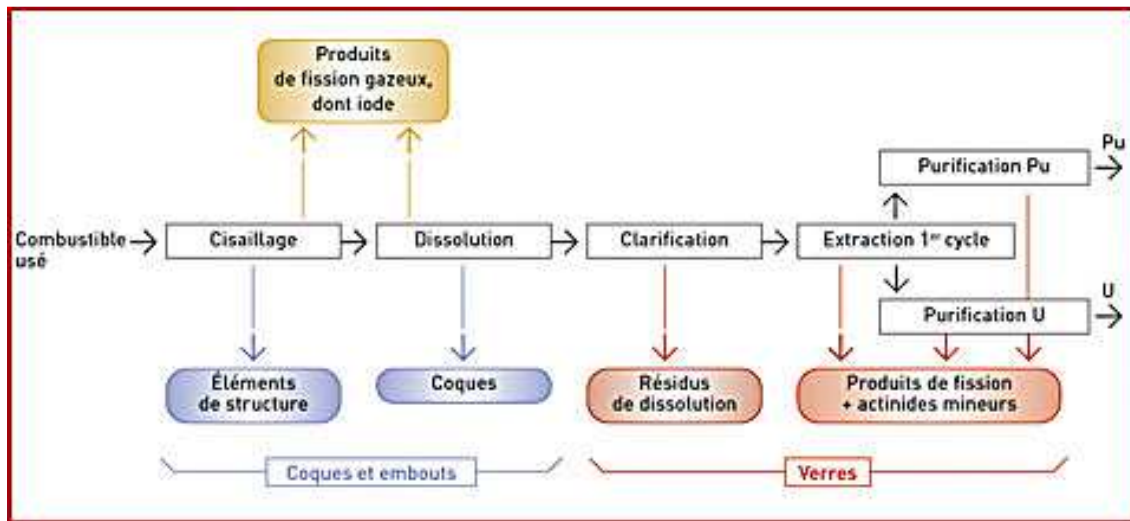 Produits
de fission gazeux,
dont iode
Pu
Purification Pu
Combustible
usé
Cisaillage
Dissolution
Clarification
Extraction 1er cycle
U
Purification U
Éléments
de structure
Coques
Résidus
de dissolution
Produits de fission
+ actinides mineurs
Coques et embouts
Verres